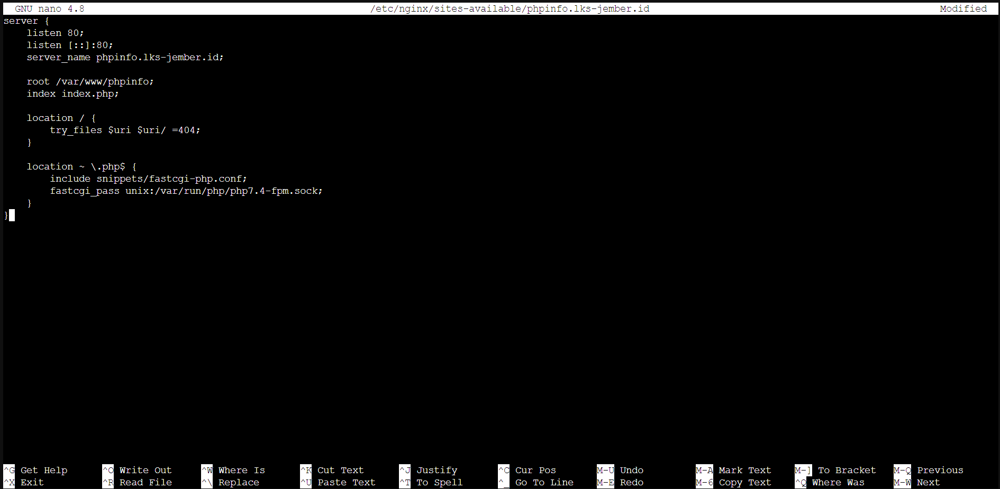 GNU nano 4.8 /etc/nginx/sites-available/phpinfo.lks-jember.id Modified
server {
    listen 80;
    listen [::]:80;
    server_name phpinfo.lks-jember.id;

    root /var/www/phpinfo;
    index index.php;

    location / {
        try_files $uri $uri/ =404;
    }

    location ~ \.php$ {
        include snippets/fastcgi-php.conf;
        fastcgi_pass unix:/var/run/php/php7.4-fpm.sock;
    }
}
^G Get Help ^O Write Out ^W Where Is ^K Cut Text ^J Justify ^C Cur Pos M-U Undo M-A Mark Text M-] To Bracket M-Q Previous
^X Exit ^R Read File ^\ Replace ^U Paste Text ^T To Spell ^_ Go To Line M-E Redo M-6 Copy Text ^Q Where Was M-W Next